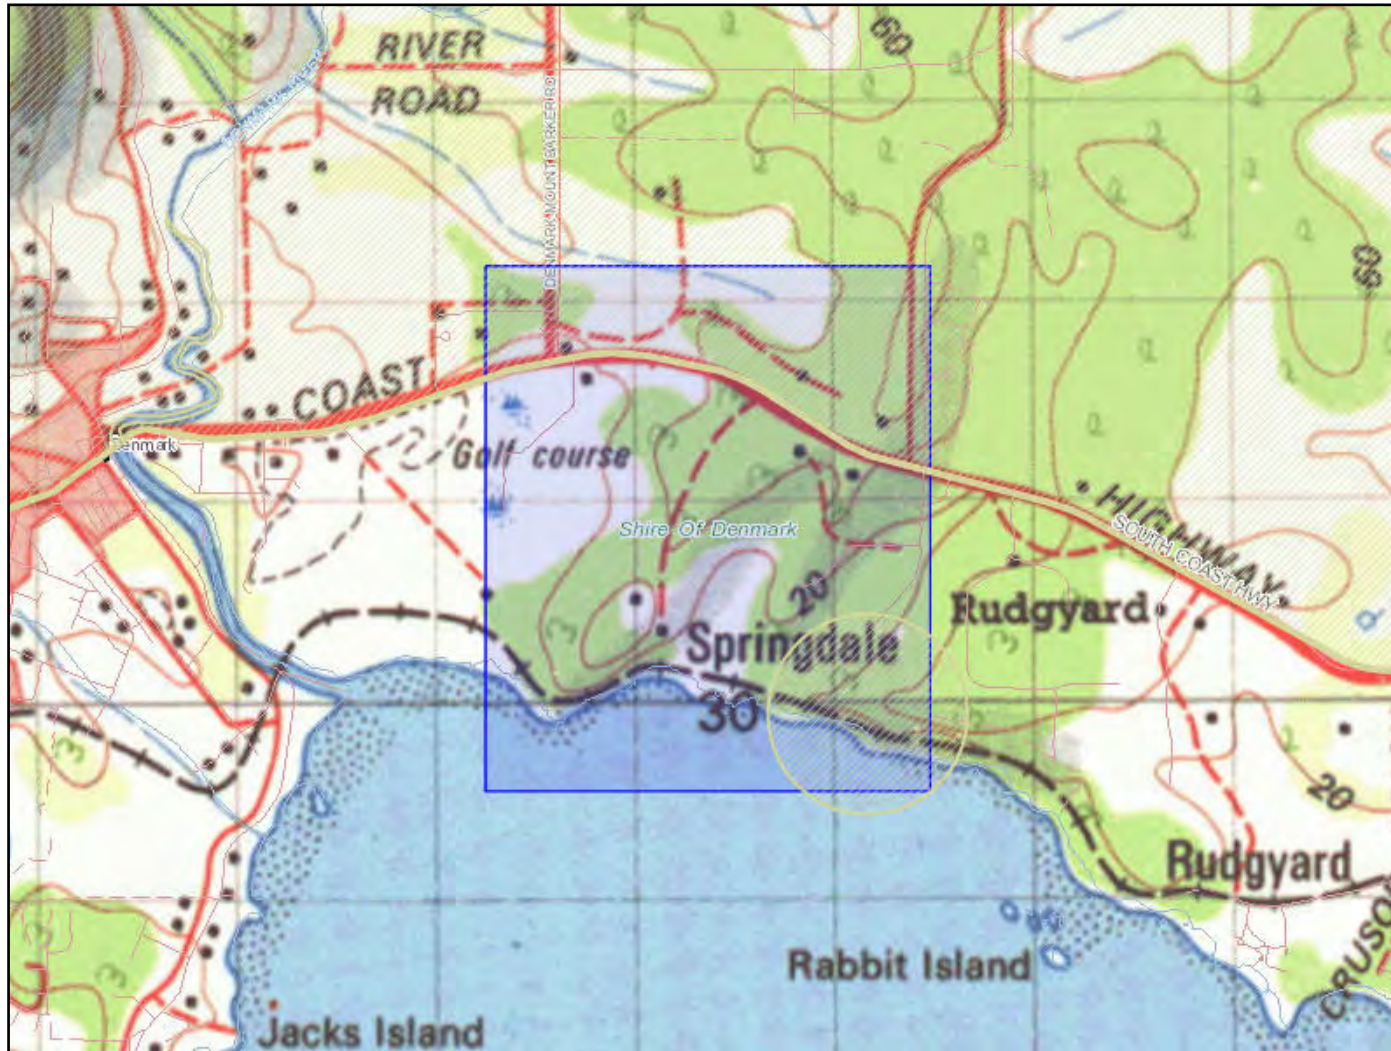 RIVER
ROAD
60
DENMARK MOUNT BARKER RD
60
COAST
Denmark
Golf course
HIGHWAY
SOUTH COAST HWY
Shire Of Denmark
20
Rudgyard
Springdale
30
20
Rudgyard
Rabbit Island
Jacks Island